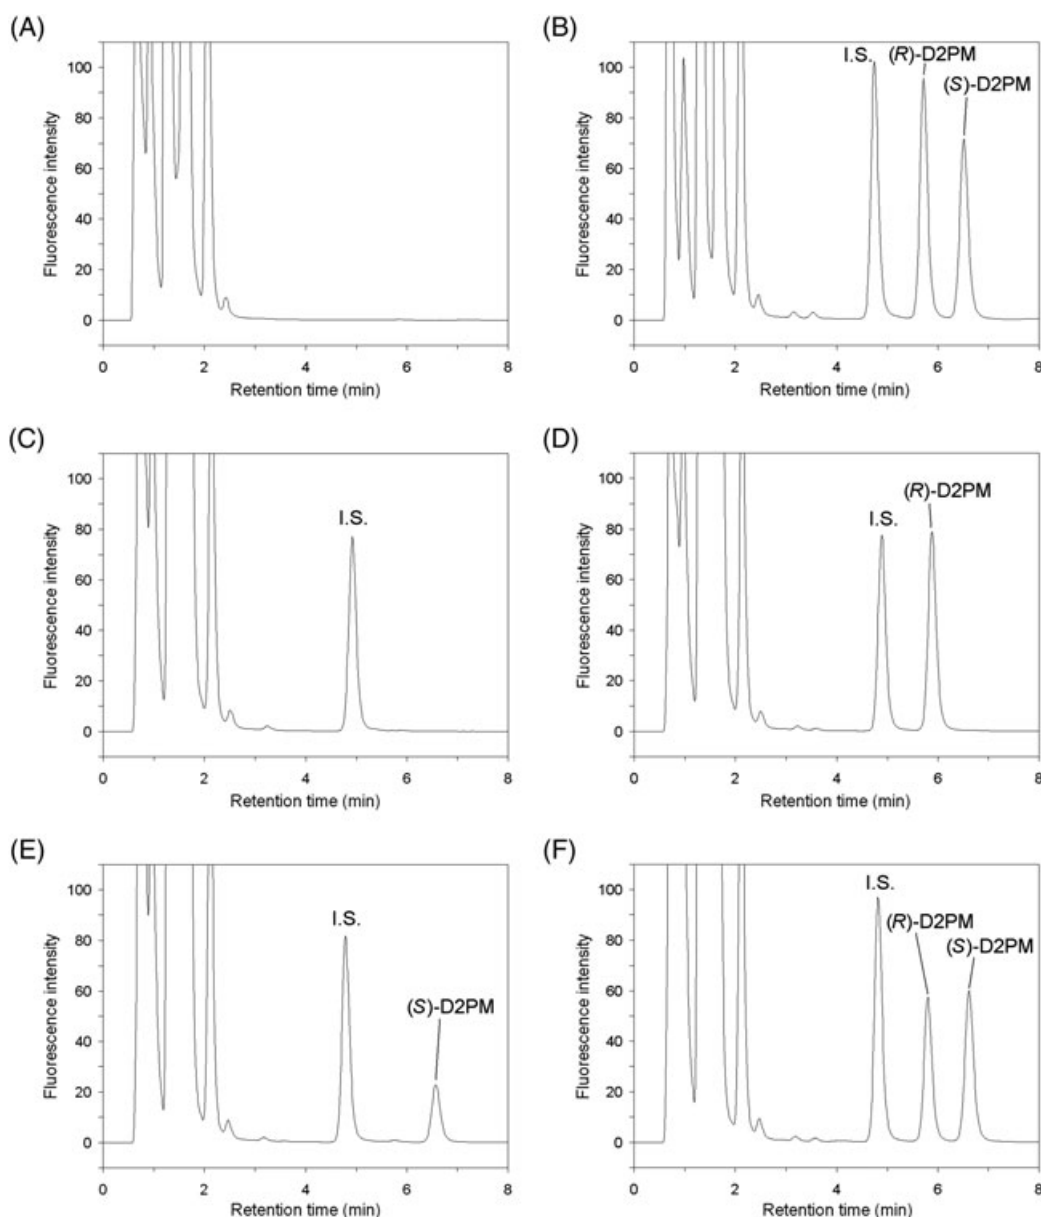 (A)
Fluorescence intensity
100
80
60
40
20
0
0 2 4 6 8
Retention time (min)
(B)
I.S. (R)-D2PM
(S)-D2PM
Fluorescence intensity
100
80
60
40
20
0
0 2 4 6 8
Retention time (min)
(C)
I.S.
Fluorescence intensity
100
80
60
40
20
0
0 2 4 6 8
Retention time (min)
(D)
(R)-D2PM
I.S.
Fluorescence intensity
100
80
60
40
20
0
0 2 4 6 8
Retention time (min)
(E)
I.S.
(S)-D2PM
Fluorescence intensity
100
80
60
40
20
0
0 2 4 6 8
Retention time (min)
(F)
I.S.
(R)-D2PM
(S)-D2PM
Fluorescence intensity
100
80
60
40
20
0
0 2 4 6 8
Retention time (min)